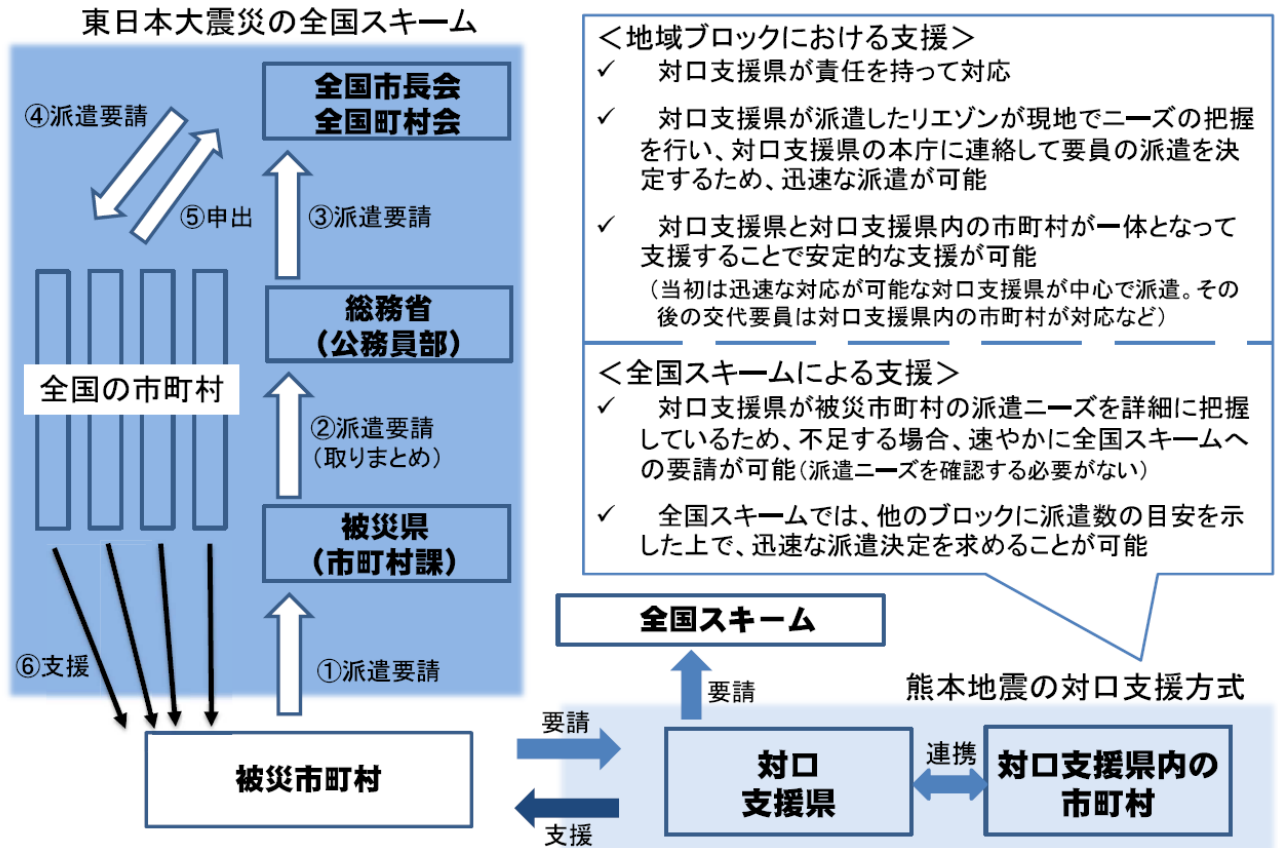 東日本大震災の全国スキーム
全国市長会
全国町村会
④派遣要請
⑤申出
③派遣要請
総務省
（公務員部）
全国の市町村
②派遣要請
（取りまとめ）
被災県
（市町村課）
⑥支援
①派遣要請
被災市町村
＜地域ブロックにおける支援＞
✓ 対口支援県が責任を持って対応
✓ 対口支援県が派遣したリエゾンが現地でニーズの把握
を行い、対口支援県の本庁に連絡して要員の派遣を決
定するため、迅速な派遣が可能
✓ 対口支援県と対口支援県内の市町村が一体となって
支援することで安定的な支援が可能
（当初は迅速な対応が可能な対口支援県が中心で派遣。その
後の交代要員は対口支援県内の市町村が対応など）
＜全国スキームによる支援＞
✓ 対口支援県が被災市町村の派遣ニーズを詳細に把握
しているため、不足する場合、速やかに全国スキームへ
の要請が可能（派遣ニーズを確認する必要がない）
✓ 全国スキームでは、他のブロックに派遣数の目安を示
した上で、迅速な派遣決定を求めることが可能
全国スキーム
要請
熊本地震の対口支援方式
要請
支援
対口
支援県
連携
対口支援県内の
市町村